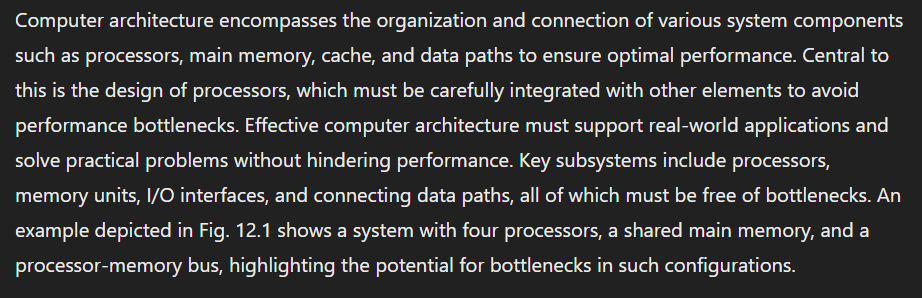 Computer architecture encompasses the organization and connection of various system components
such as processors, main memory, cache, and data paths to ensure optimal performance. Central to
this is the design of processors, which must be carefully integrated with other elements to avoid
performance bottlenecks. Effective computer architecture must support real-world applications and
solve practical problems without hindering performance. Key subsystems include processors,
memory units, I/O interfaces, and connecting data paths, all of which must be free of bottlenecks. An
example depicted in Fig. 12.1 shows a system with four processors, a shared main memory, and a
processor-memory bus, highlighting the potential for bottlenecks in such configurations.